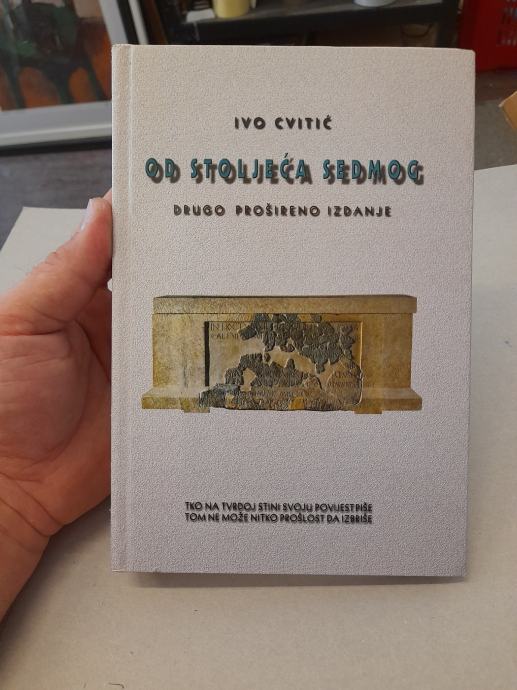 IVO CVITIĆ
OD STOLJEĆA SEDMOG
DRUGO PROŠIRENO IZDANJE
TKO NA TVRDOJ STINI SVOJU POVIJEST PIŠE
TOM NE MOŽE NITKO PROŠLOST DA IZBRIŠE